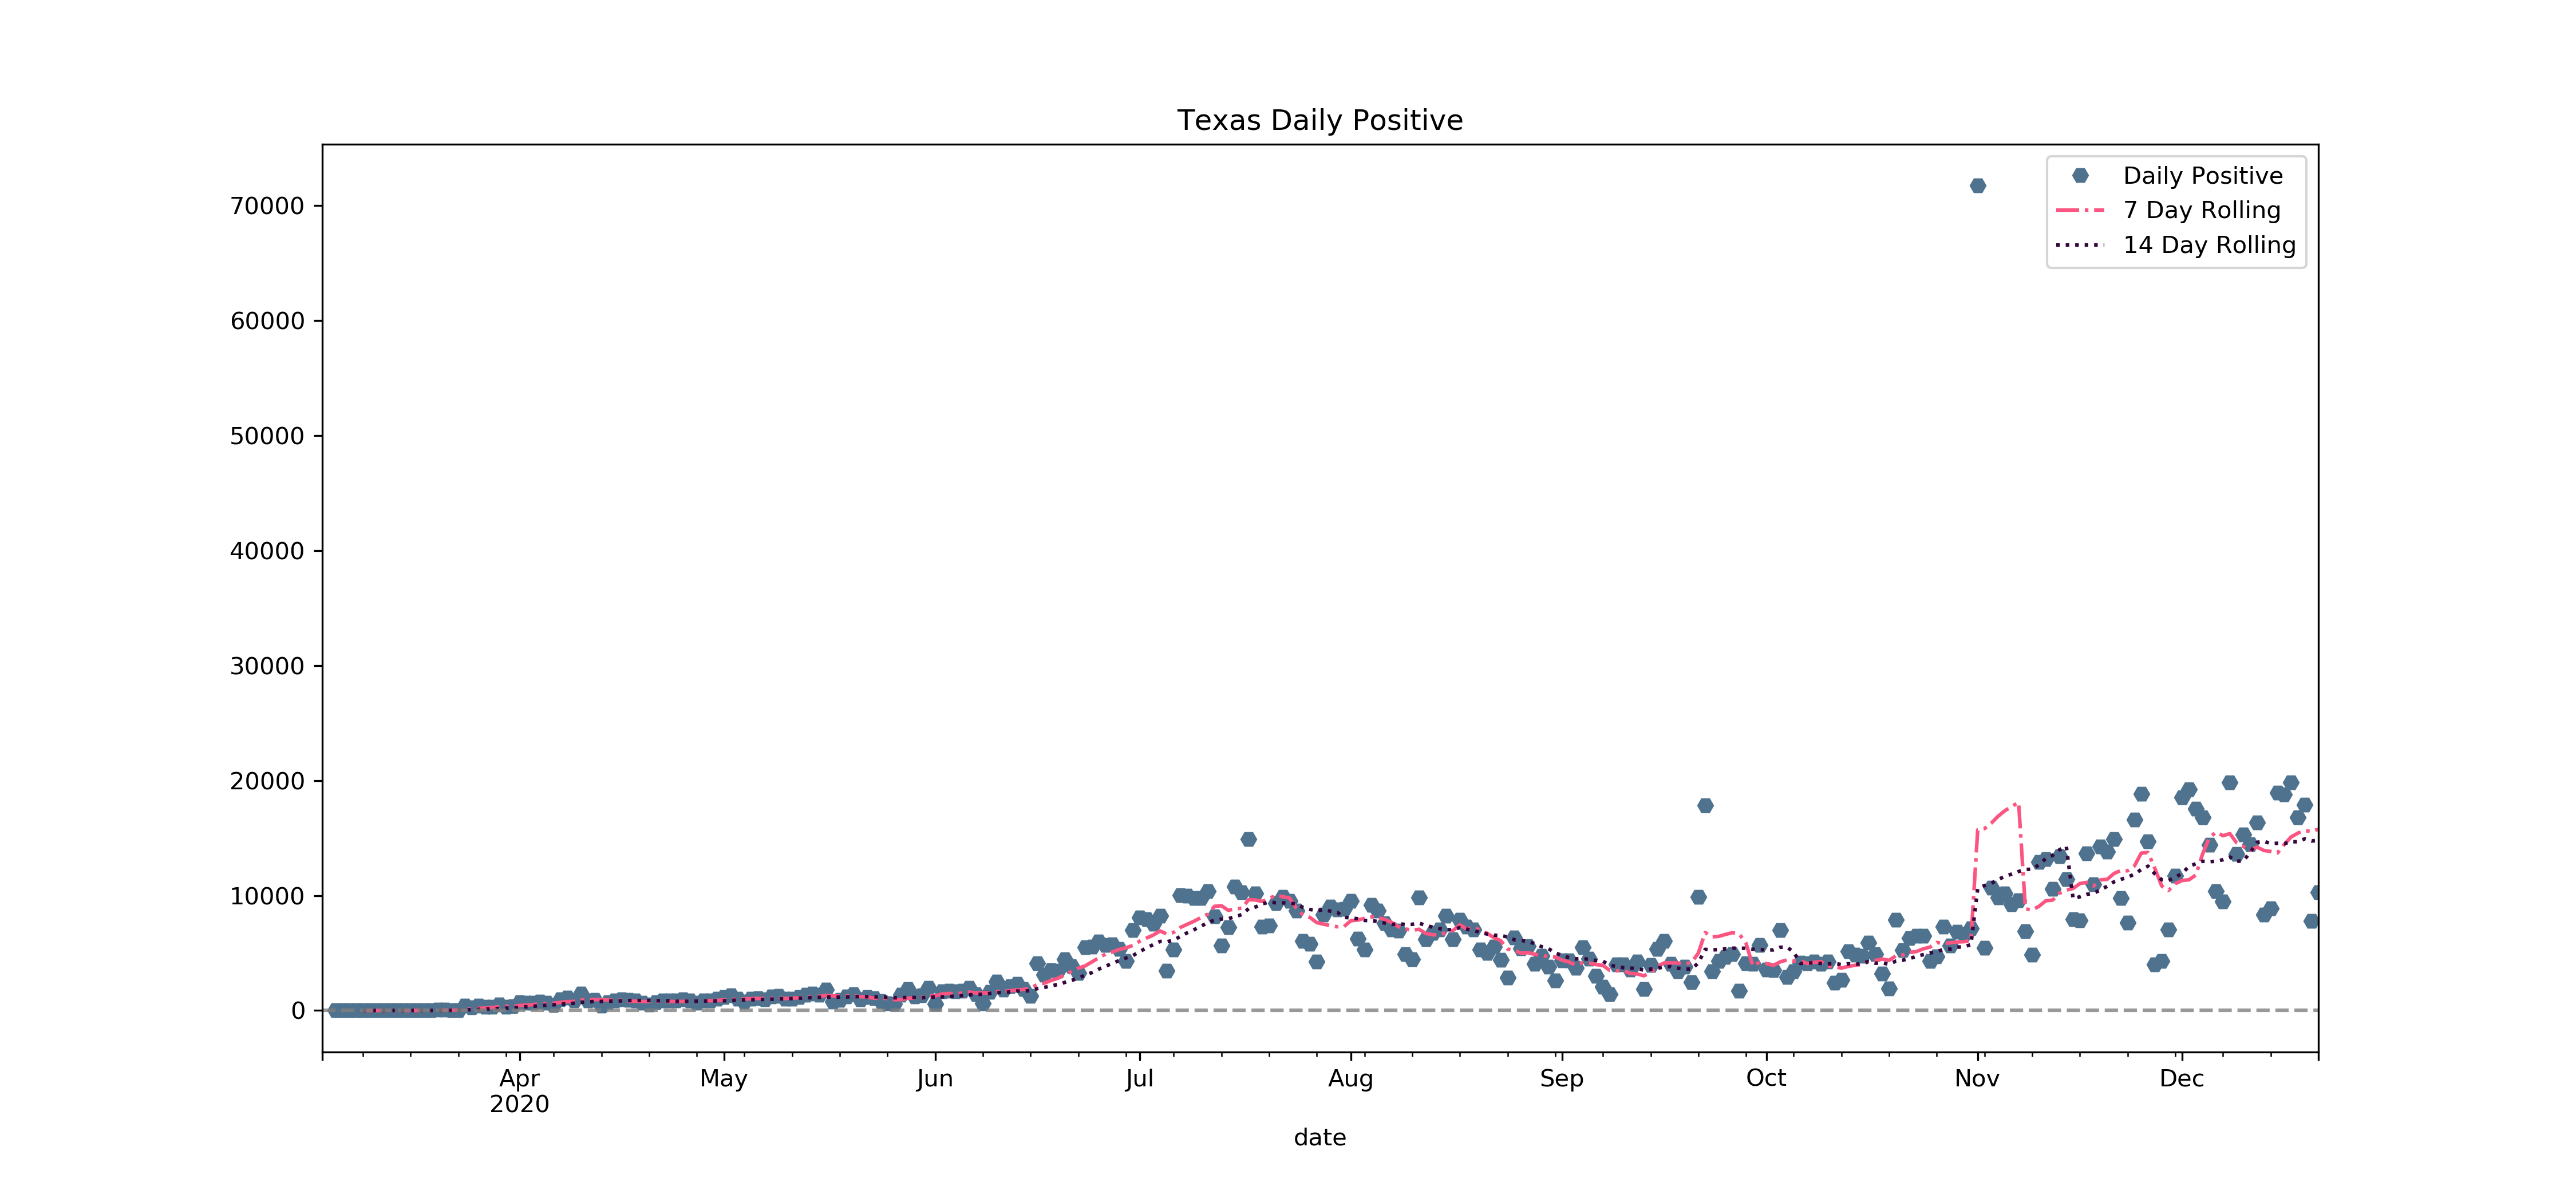 Texas Daily Positive
Daily Positive
7 Day Rolling
14 Day Rolling
70000
60000
50000
40000
30000
20000
10000
0
Apr May Jun Jul Aug Sep Oct Nov Dec
2020
date